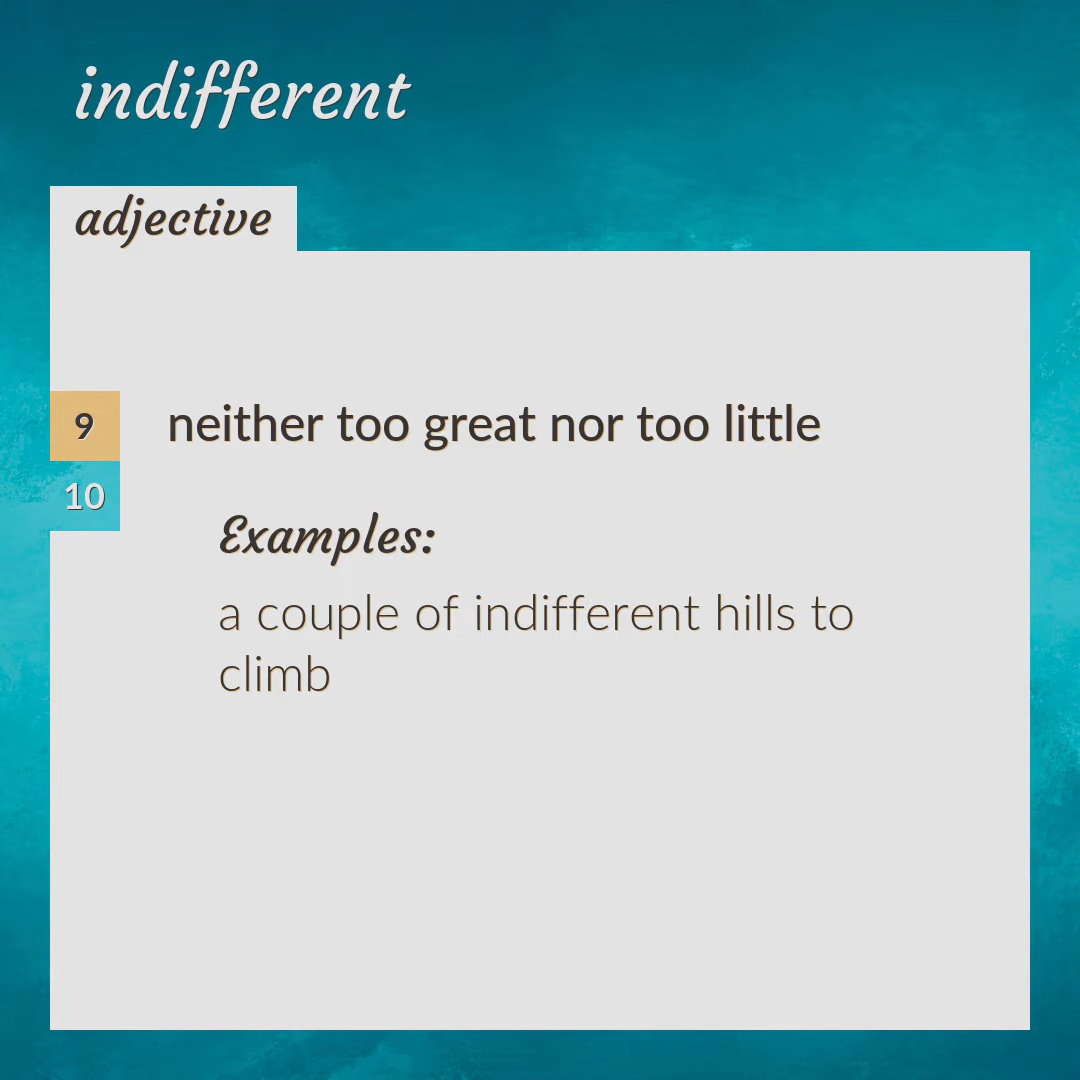 indifferent
adjective
9
neither too great nor too little
10
Examples:
a couple of indifferent hills to
climb